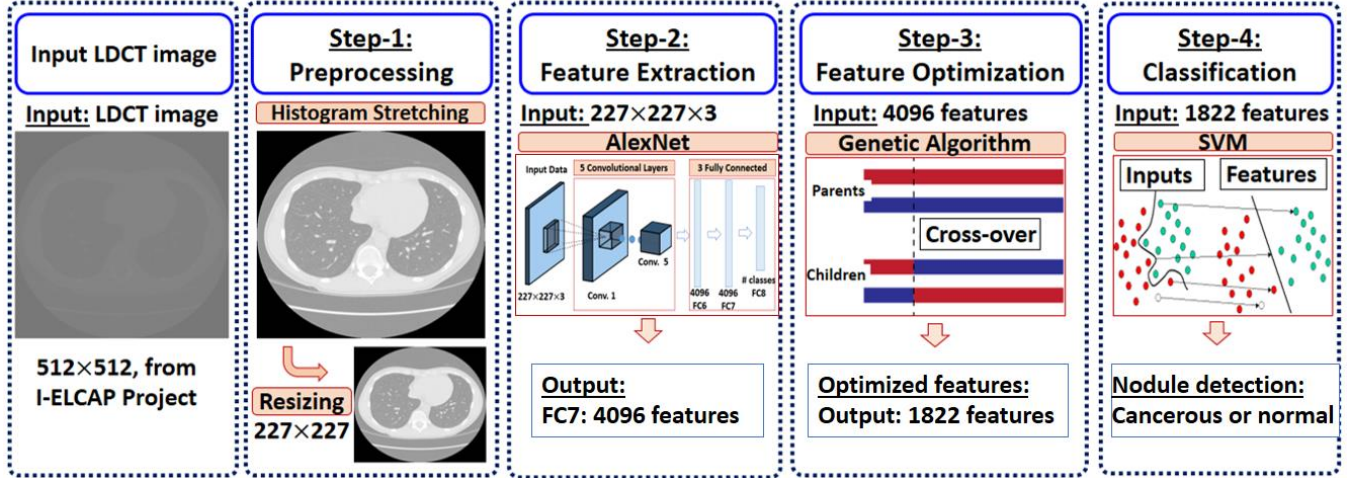 Input LDCT image
Input: LDCT image
512×512, from
I-ELCAP Project
Step-1:
Preprocessing
Histogram Stretching
Resizing
227×227
Step-2:
Feature Extraction
Input: 227×227×3
AlexNet
Input Data
5 Convolutional Layers
3 Fully Connected
227×227×3
Conv. 1
Conv. 5
4096
FC6
4096
FC7
# classes
FC8
Output:
FC7: 4096 features
Step-3:
Feature Optimization
Input: 4096 features
Genetic Algorithm
Parents
Cross-over
Children
Optimized features:
Output: 1822 features
Step-4:
Classification
Input: 1822 features
SVM
Inputs
Features
Nodule detection:
Cancerous or normal